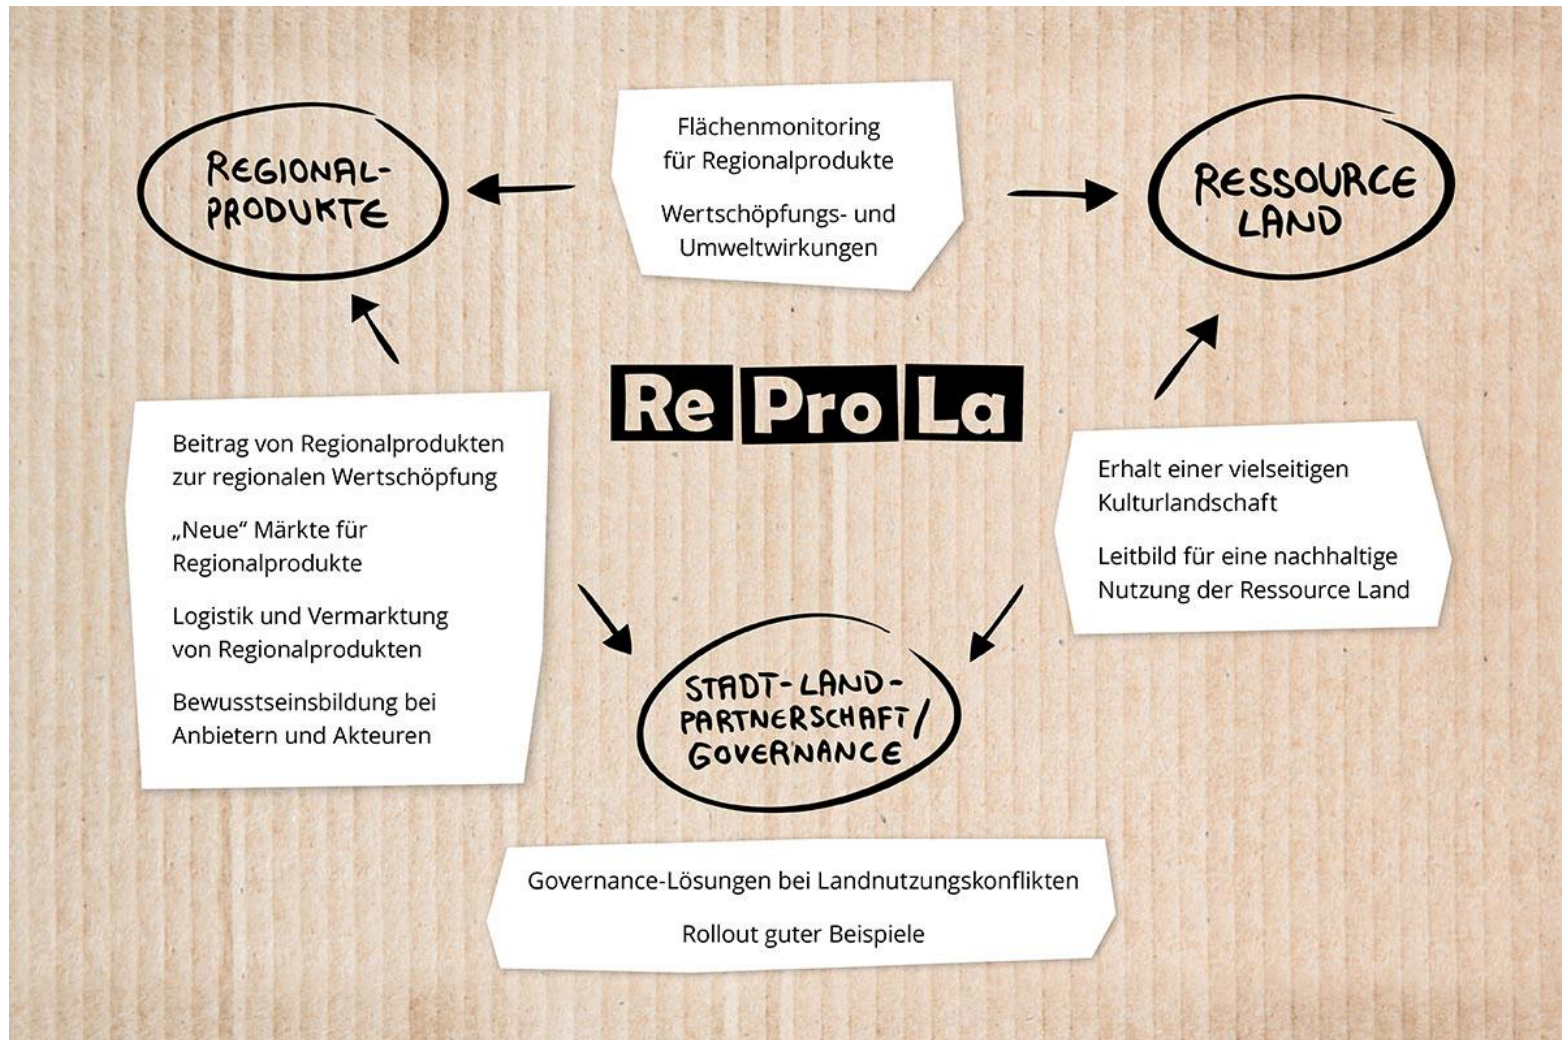 REGIONAL-
PRODUKTE
Flächenmonitoring
für Regionalprodukte
Wertschöpfungs- und
Umweltwirkungen
RESSOURCE
LAND
Re Pro La
Beitrag von Regionalprodukten
zur regionalen Wertschöpfung
„Neue“ Märkte für
Regionalprodukte
Logistik und Vermarktung
von Regionalprodukten
Bewusstseinsbildung bei
Anbietern und Akteuren
Erhalt einer vielseitigen
Kulturlandschaft
Leitbild für eine nachhaltige
Nutzung der Ressource Land
STADT-LAND-
PARTNERSCHAFT/
GOVERNANCE
Governance-Lösungen bei Landnutzungskonflikten
Rollout guter Beispiele